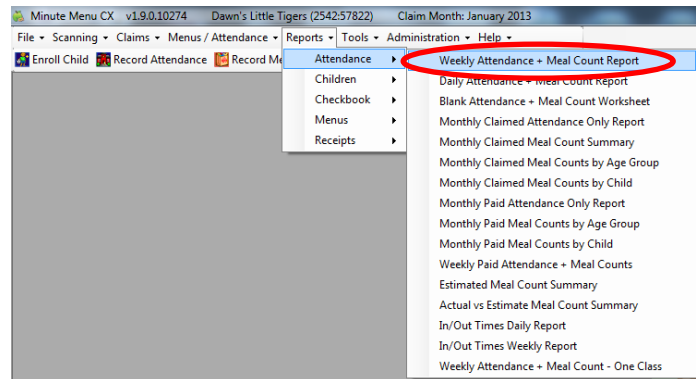 Minute Menu CX v1.9.0.10274 Dawn's Little Tigers (2542:57822) Claim Month: January 2013
File Scanning Claims Menus / Attendance Reports Tools Administration Help
Enroll Child Record Attendance Record Me
Attendance
Children
Checkbook
Menus
Receipts
Weekly Attendance + Meal Count Report
Daily Attendance + Meal Count Report
Blank Attendance + Meal Count Worksheet
Monthly Claimed Attendance Only Report
Monthly Claimed Meal Count Summary
Monthly Claimed Meal Counts by Age Group
Monthly Claimed Meal Counts by Child
Monthly Paid Attendance Only Report
Monthly Paid Meal Counts by Age Group
Monthly Paid Meal Counts by Child
Weekly Paid Attendance + Meal Counts
Estimated Meal Count Summary
Actual vs Estimate Meal Count Summary
In/Out Times Daily Report
In/Out Times Weekly Report
Weekly Attendance + Meal Count - One Class